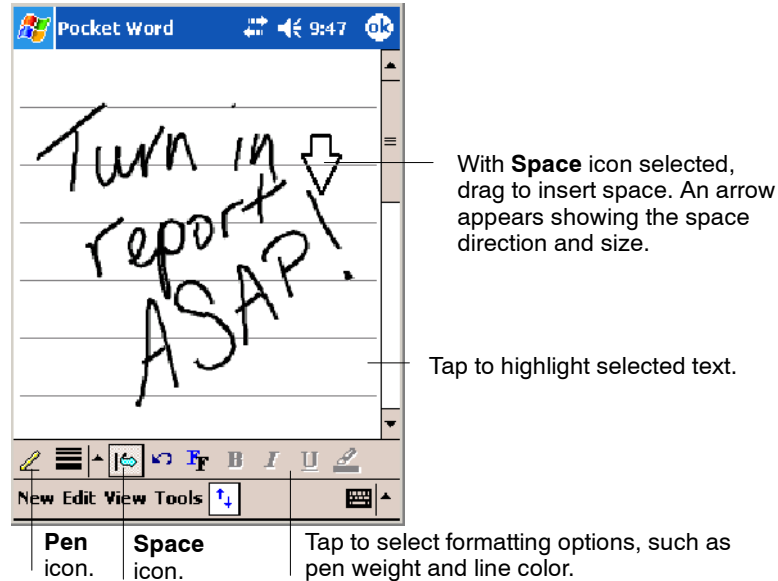 Pocket Word 9:47 ok
Turn in
report
ASAP!
With Space icon selected,
drag to insert space. An arrow
appears showing the space
direction and size.
Tap to highlight selected text.
FF B I U
New Edit View Tools
Pen
icon.
Space
icon.
Tap to select formatting options, such as
pen weight and line color.